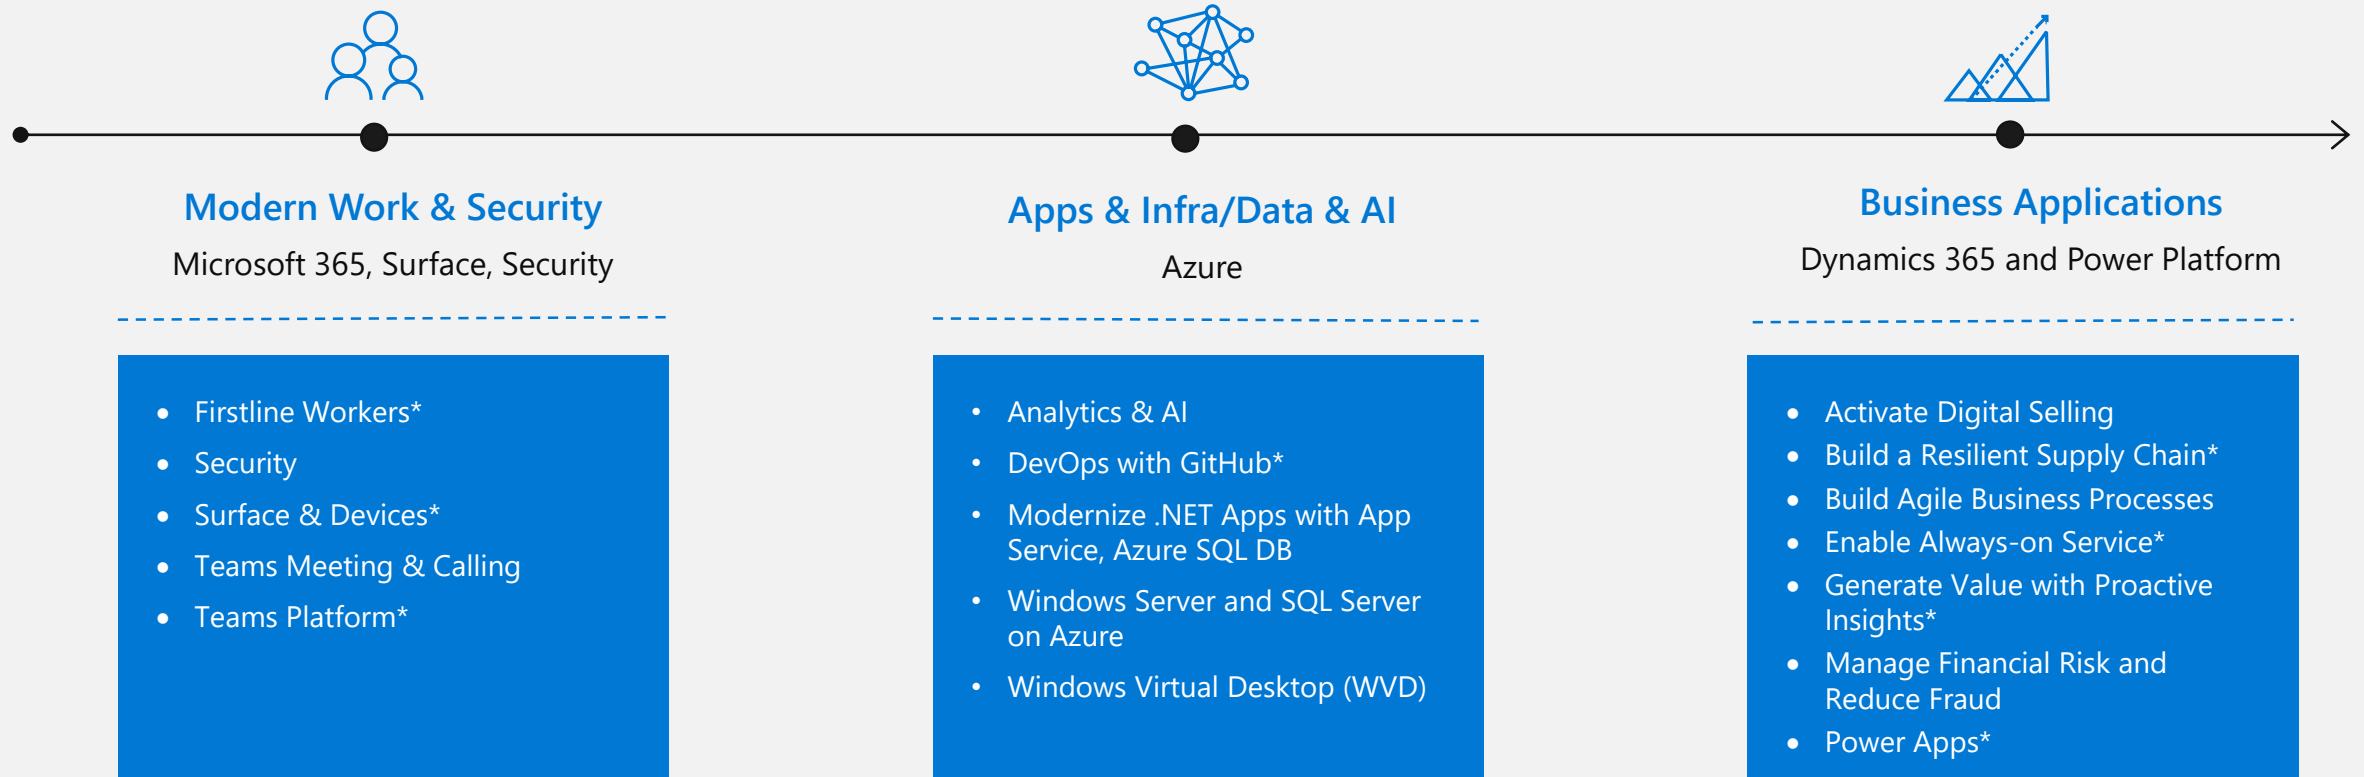 Modern Work & Security
Microsoft 365, Surface, Security
• Firstline Workers*
• Security
• Surface & Devices*
• Teams Meeting & Calling
• Teams Platform*
Apps & Infra/Data & AI
Azure
• Analytics & AI
• DevOps with GitHub*
• Modernize .NET Apps with App
Service, Azure SQL DB
• Windows Server and SQL Server
on Azure
• Windows Virtual Desktop (WVD)
Business Applications
Dynamics 365 and Power Platform
• Activate Digital Selling
• Build a Resilient Supply Chain*
• Build Agile Business Processes
• Enable Always-on Service*
• Generate Value with Proactive
Insights*
• Manage Financial Risk and
Reduce Fraud
• Power Apps*